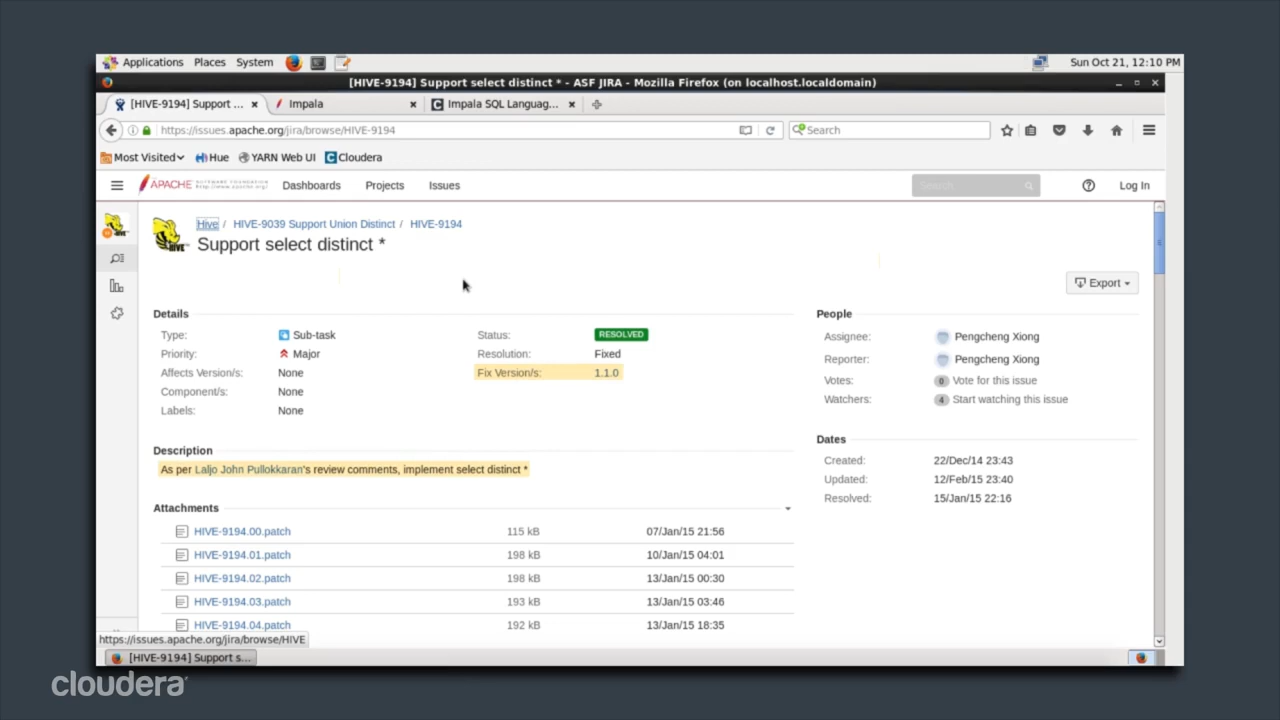 Applications Places System Sun Oct 21, 12:10 PM
[HIVE-9194] Support select distinct * - ASF JIRA - Mozilla Firefox (on localhost.localdomain)
[HIVE-9194] Support ... Impala Impala SQL Languag...
https://issues.apache.org/jira/browse/HIVE-9194 Search
Most Visited Hue YARN Web UI Cloudera
APACHE SOFTWARE FOUNDATION http://www.apache.org/ Dashboards Projects Issues Search Log In
Hive / HIVE-9039 Support Union Distinct / HIVE-9194
Support select distinct *
Export
Details People
Type: Sub-task Status: RESOLVED Assignee: Pengcheng Xiong
Priority: Major Resolution: Fixed Reporter: Pengcheng Xiong
Affects Version/s: None Fix Version/s: 1.1.0 Votes: 0 Vote for this issue
Component/s: None Watchers: 4 Start watching this issue
Labels: None
Dates
Description Created: 22/Dec/14 23:43
As per Laljo John Pullokkaran's review comments, implement select distinct * Updated: 12/Feb/15 23:40
Resolved: 15/Jan/15 22:16
Attachments
HIVE-9194.00.patch 115 kB 07/Jan/15 21:56
HIVE-9194.01.patch 198 kB 10/Jan/15 04:01
HIVE-9194.02.patch 198 kB 13/Jan/15 00:30
HIVE-9194.03.patch 193 kB 13/Jan/15 03:46
HIVE-9194.04.patch 192 kB 13/Jan/15 18:35
https://issues.apache.org/jira/browse/HIVE
[HIVE-9194] Support s...
cloudera